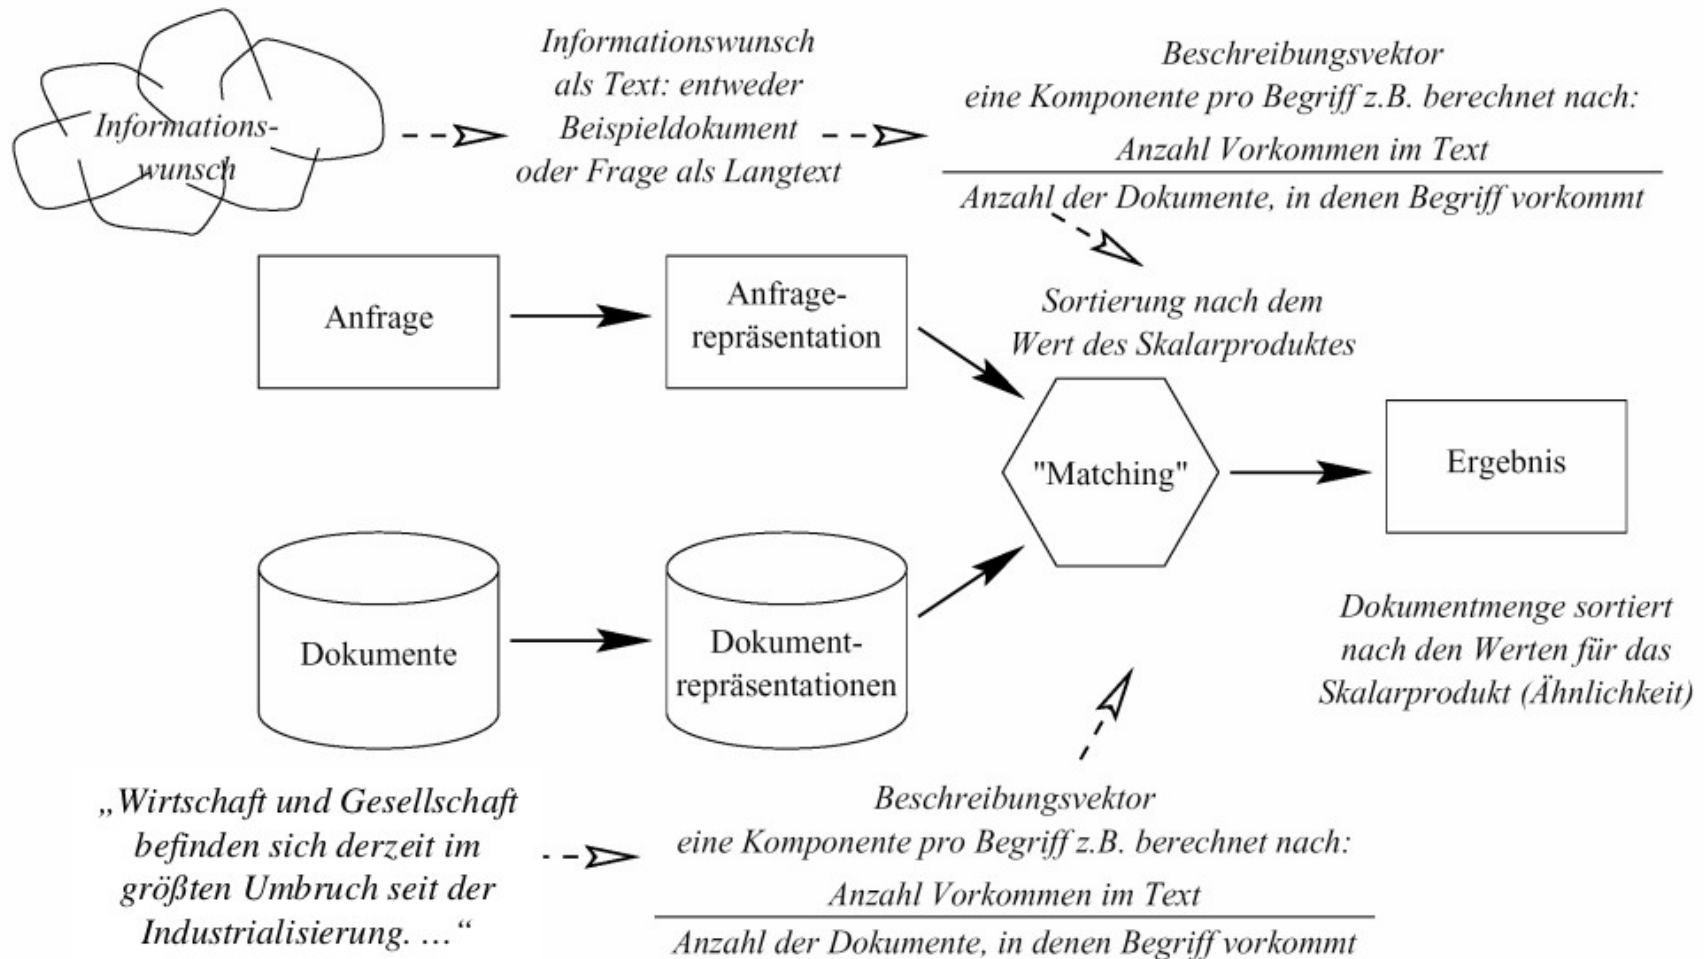 Informations-
wunsch
Informationswunsch
als Text: entweder
Beispieldokument
oder Frage als Langtext
Beschreibungsvektor
eine Komponente pro Begriff z.B. berechnet nach:
Anzahl Vorkommen im Text
Anzahl der Dokumente, in denen Begriff vorkommt
Anfrage
Anfrage-
repräsentation
Sortierung nach dem
Wert des Skalarproduktes
"Matching"
Ergebnis
Dokumente
Dokument-
repräsentationen
Dokumentmenge sortiert
nach den Werten für das
Skalarprodukt (Ähnlichkeit)
„Wirtschaft und Gesellschaft
befinden sich derzeit im
größten Umbruch seit der
Industrialisierung. …“
Beschreibungsvektor
eine Komponente pro Begriff z.B. berechnet nach:
Anzahl Vorkommen im Text
Anzahl der Dokumente, in denen Begriff vorkommt